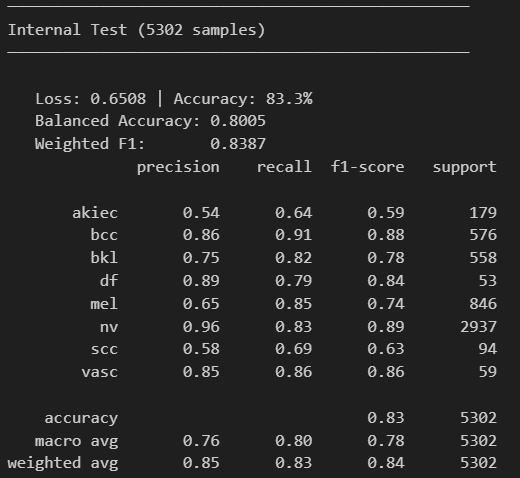 Internal Test (5302 samples)
Loss: 0.6508 | Accuracy: 83.3%
Balanced Accuracy: 0.8005
Weighted F1: 0.8387
precision recall f1-score support
akiec 0.54 0.64 0.59 179
bcc 0.86 0.91 0.88 576
bkl 0.75 0.82 0.78 558
df 0.89 0.79 0.84 53
mel 0.65 0.85 0.74 846
nv 0.96 0.83 0.89 2937
scc 0.58 0.69 0.63 94
vasc 0.85 0.86 0.86 59
accuracy 0.83 5302
macro avg 0.76 0.80 0.78 5302
weighted avg 0.85 0.83 0.84 5302